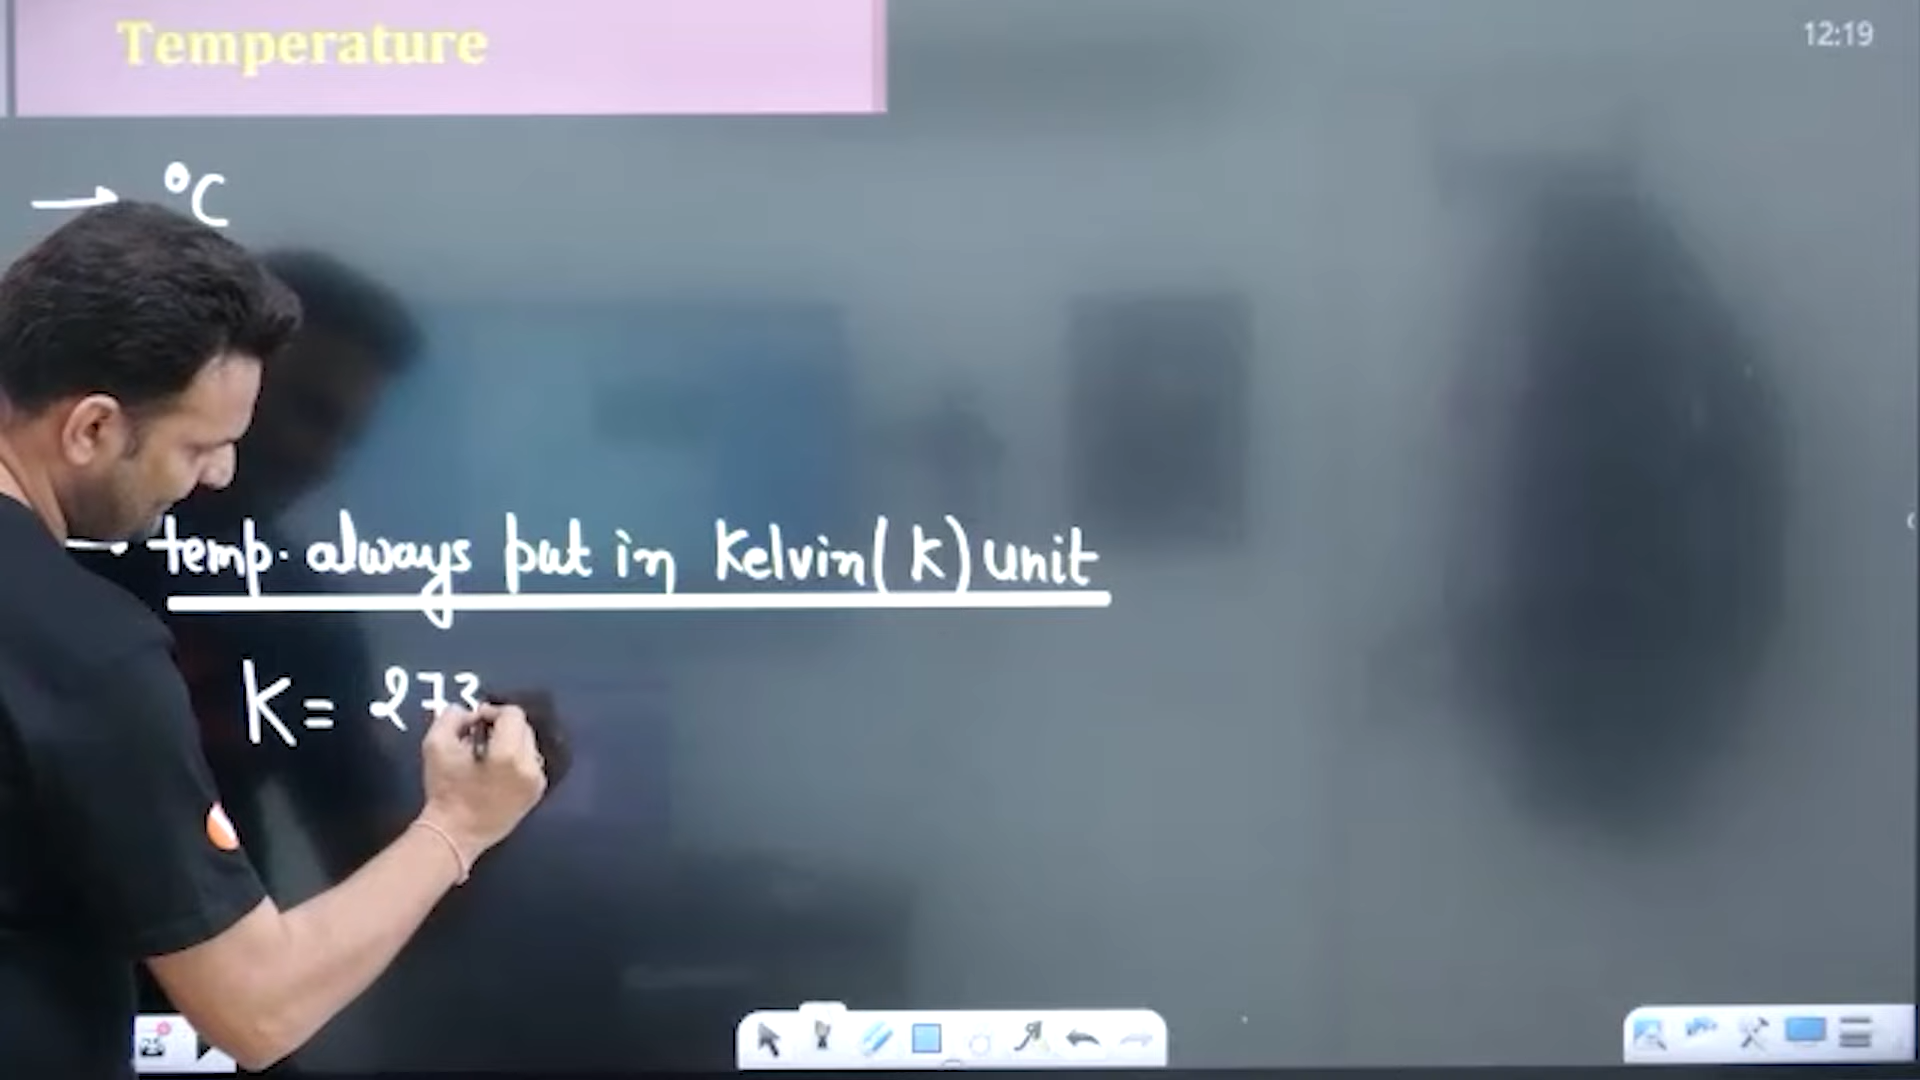 Temperature
12:19
→ °C
temp. always put in Kelvin(K) unit
K = 273